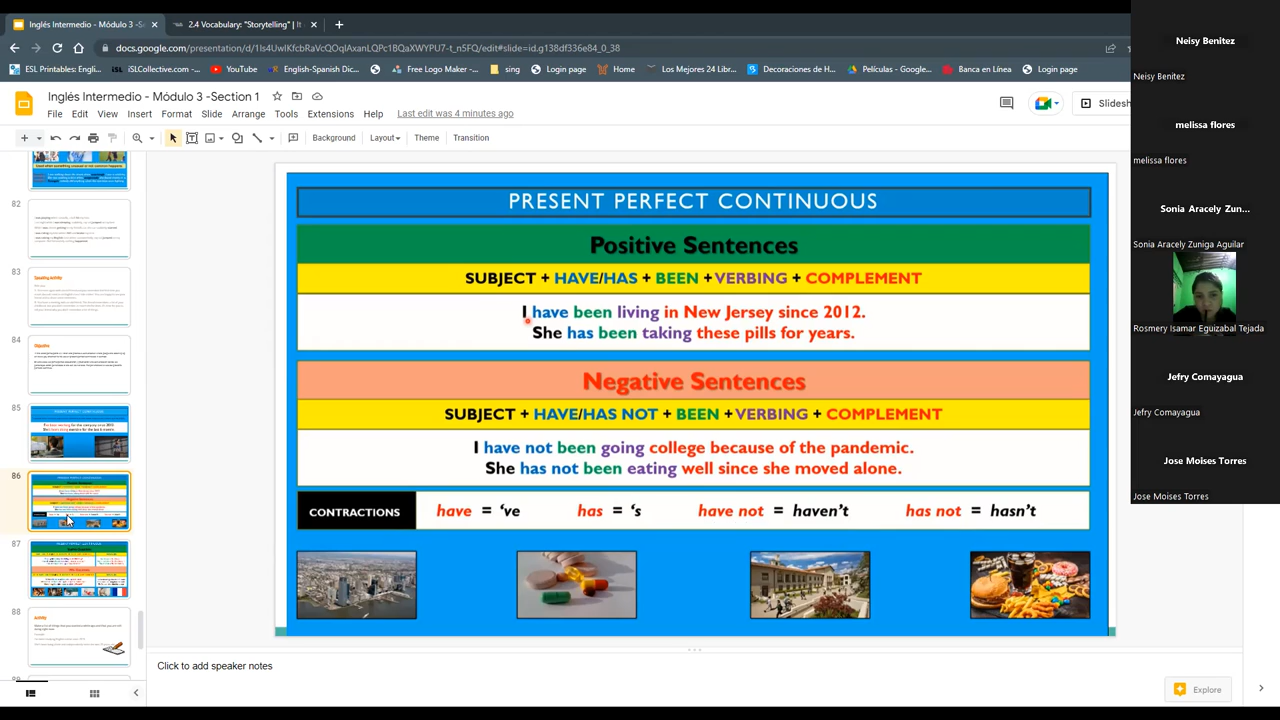 Inglés Intermedio - Módulo 3 -Se
2.4 Vocabulary: "Storytelling" | It
docs.google.com/presentation/d/1Is4UwIKfcbRaVcQOqIAxanLQPc1BQaXWYPU7-t_n5FQ/edit#slide=id.g138df336e84_0_38
ESL Printables: Engli...
iSLCollective.com -...
YouTube
English-Spanish Dic...
Free Logo Maker -...
sing
Login page
Home
Los Mejores 24 Libr...
Decoraciones de H...
Películas - Google...
Banca en Línea
Login page
Inglés Intermedio - Módulo 3 -Section 1
File Edit View Insert Format Slide Arrange Tools Extensions Help Last edit was 4 minutes ago
Slidesh
Background Layout Theme Transition
82
83
Speaking Activity
84
Objective
85
86
87
88
Activity
PRESENT PERFECT CONTINUOUS
Positive Sentences
SUBJECT + HAVE/HAS + BEEN +VERBING + COMPLEMENT
I have been living in New Jersey since 2012.
She has been taking these pills for years.
Negative Sentences
SUBJECT + HAVE/HAS NOT + BEEN +VERBING + COMPLEMENT
I have not been going college because of the pandemic.
She has not been eating well since she moved alone.
CONTRACTIONS have = 've has = 's have not = haven't has not = hasn't
Click to add speaker notes
Explore
Neisy Benitez
Neisy Benitez
melissa flores
melissa flores
Sonia Aracely Zun...
Sonia Aracely Zuniga Aguilar
Rosmery Isamar Eguizabal Tejada
Jefry Comayagua
Jefry Comayagua
Jose Moises Torres
Jose Moises Torres